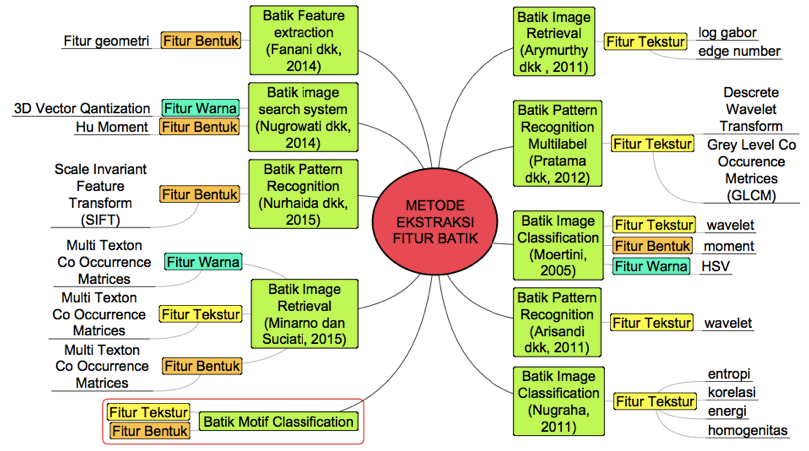 METODE
EKSTRAKSI
FITUR BATIK
Batik Feature
extraction
(Fanani dkk,
2014)
Fitur Bentuk
Fitur geometri
Batik image
search system
(Nugrowati dkk,
2014)
Fitur Warna
3D Vector Qantization
Fitur Bentuk
Hu Moment
Batik Pattern
Recognition
(Nurhaida dkk,
2015)
Fitur Bentuk
Scale Invariant
Feature
Transform
(SIFT)
Batik Image
Retrieval
(Minarno dan
Suciati, 2015)
Fitur Warna
Multi Texton
Co Occurrence
Matrices
Fitur Tekstur
Multi Texton
Co Occurrence
Matrices
Fitur Bentuk
Multi Texton
Co Occurrence
Matrices
Batik Motif Classification
Fitur Tekstur
Fitur Bentuk
Batik Image
Retrieval
(Arymurthy
dkk , 2011)
Fitur Tekstur
log gabor
edge number
Batik Pattern
Recognition
Multilabel
(Pratama
dkk, 2012)
Fitur Tekstur
Descrete
Wavelet
Transform
Grey Level Co
Occurence
Metrices
(GLCM)
Batik Image
Classification
(Moertini,
2005)
Fitur Tekstur
wavelet
Fitur Bentuk
moment
Fitur Warna
HSV
Batik Pattern
Recognition
(Arisandi
dkk, 2011)
Fitur Tekstur
wavelet
Batik Image
Classification
(Nugraha,
2011)
Fitur Tekstur
entropi
korelasi
energi
homogenitas